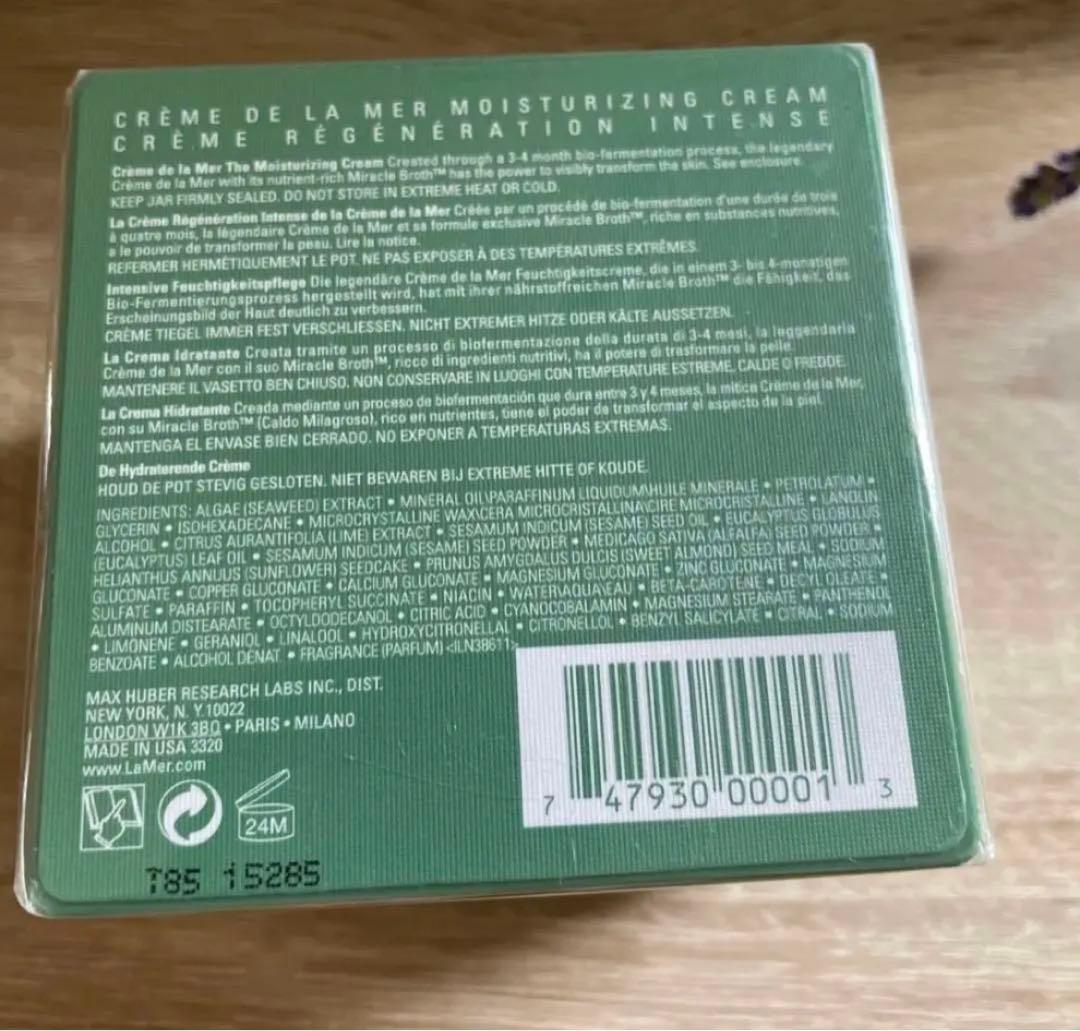 CRÈME DE LA MER MOISTURIZING CREAM
CRÈME RÉGÉNÉRATION INTENSE
Crème de la Mer The Moisturizing Cream Created through a 3-4 month bio-fermentation process, the legendary
Crème de la Mer with its nutrient-rich Miracle Broth™ has the power to visibly transform the skin. See enclosure.
KEEP JAR FIRMLY SEALED. DO NOT STORE IN EXTREME HEAT OR COLD.
La Crème Régénération Intense de la Crème de la Mer Créée par un procédé de bio-fermentation d'une durée de trois
à quatre mois, la légendaire Crème de la Mer et sa formule exclusive Miracle Broth™, riche en substances nutritives,
a le pouvoir de transformer la peau. Lire la notice.
REFERMER HERMÉTIQUEMENT LE POT. NE PAS EXPOSER À DES TEMPÉRATURES EXTRÊMES.
Intensive Feuchtigkeitspflege Die legendäre Crème de la Mer Feuchtigkeitscreme, die in einem 3- bis 4-monatigen
Bio-Fermentierungsprozess hergestellt wird, hat mit ihrer nährstoffreichen Miracle Broth™ die Fähigkeit, das
Erscheinungsbild der Haut deutlich zu verbessern.
CRÈME TIEGEL IMMER FEST VERSCHLIESSEN. NICHT EXTREMER HITZE ODER KÄLTE AUSSETZEN.
La Crema Idratante Creata tramite un processo di biofermentazione della durata di 3-4 mesi, la leggendaria
Crème de la Mer con il suo Miracle Broth™, ricco di ingredienti nutritivi, ha il potere di trasformare la pelle.
MANTENERE IL VASETTO BEN CHIUSO. NON CONSERVARE IN LUOGHI CON TEMPERATURE ESTREME, CALDE O FREDDE.
La Crema Hidratante Creada mediante un proceso de biofermentación que dura entre 3 y 4 meses, la mítica Crème de la Mer,
con su Miracle Broth™ (Caldo Milagroso), rico en nutrientes, tiene el poder de transformar el aspecto de la piel.
MANTENGA EL ENVASE BIEN CERRADO. NO EXPONER A TEMPERATURAS EXTREMAS.
De Hydraterende Crème
HOUD DE POT STEVIG GESLOTEN. NIET BEWAREN BIJ EXTREME HITTE OF KOUDE.
INGREDIENTS: ALGAE (SEAWEED) EXTRACT • MINERAL OIL\PARAFFINUM LIQUIDUM\HUILE MINERALE • PETROLATUM •
GLYCERIN • ISOHEXADECANE • MICROCRYSTALLINE WAX\CERA MICROCRISTALLINA\CIRE MICROCRISTALLINE • LANOLIN
ALCOHOL • CITRUS AURANTIFOLIA (LIME) EXTRACT • SESAMUM INDICUM (SESAME) SEED OIL • EUCALYPTUS GLOBULUS
(EUCALYPTUS) LEAF OIL • SESAMUM INDICUM (SESAME) SEED POWDER • MEDICAGO SATIVA (ALFALFA) SEED POWDER •
HELIANTHUS ANNUUS (SUNFLOWER) SEEDCAKE • PRUNUS AMYGDALUS DULCIS (SWEET ALMOND) SEED MEAL • SODIUM
GLUCONATE • COPPER GLUCONATE • CALCIUM GLUCONATE • MAGNESIUM GLUCONATE • ZINC GLUCONATE • MAGNESIUM
SULFATE • PARAFFIN • TOCOPHERYL SUCCINATE • NIACIN • WATER\AQUA\EAU • BETA-CAROTENE • DECYL OLEATE •
ALUMINUM DISTEARATE • OCTYLDODECANOL • CITRIC ACID • CYANOCOBALAMIN • MAGNESIUM STEARATE • PANTHENOL
• LIMONENE • GERANIOL • LINALOOL • HYDROXYCITRONELLAL • CITRONELLOL • BENZYL SALICYLATE • CITRAL • SODIUM
BENZOATE • ALCOHOL DENAT. • FRAGRANCE (PARFUM) <ILN38611>
MAX HUBER RESEARCH LABS INC., DIST.
NEW YORK, N. Y.10022
LONDON W1K 3BQ • PARIS • MILANO
MADE IN USA 3320
www.LaMer.com
24M
7 47930 00001 3
T85 15285